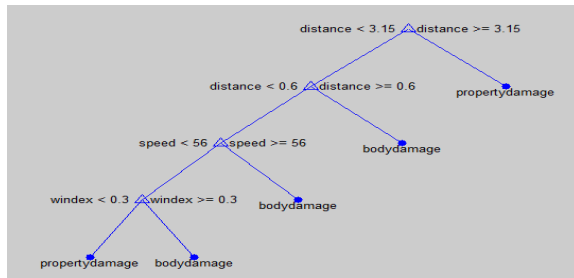 distance < 3.15 distance >= 3.15
distance < 0.6 distance >= 0.6
propertydamage
speed < 56 speed >= 56
bodydamage
windex < 0.3 windex >= 0.3
bodydamage
propertydamage bodydamage